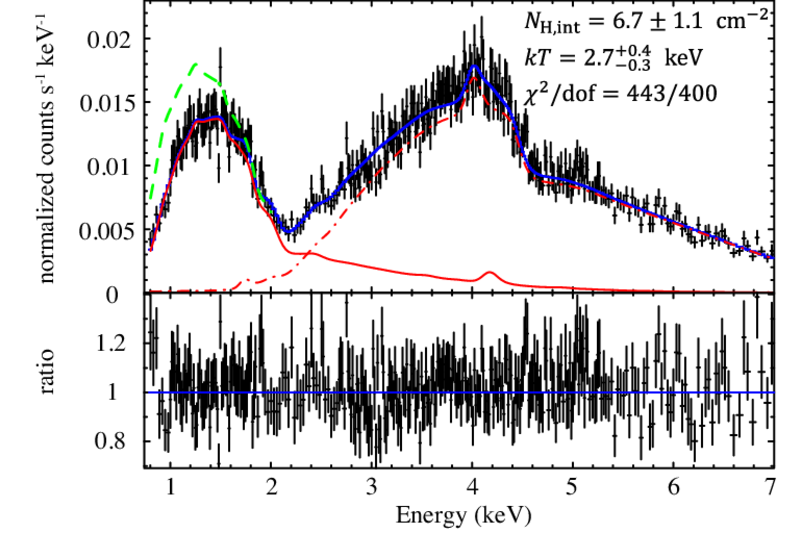 N_H,int = 6.7 ± 1.1 cm⁻²
kT = 2.7 +0.4 −0.3 keV
χ²/dof = 443/400
normalized counts s⁻¹ keV⁻¹
0.02
0.015
0.01
0.005
0
ratio
1.2
1
0.8
1 2 3 4 5 6 7
Energy (keV)